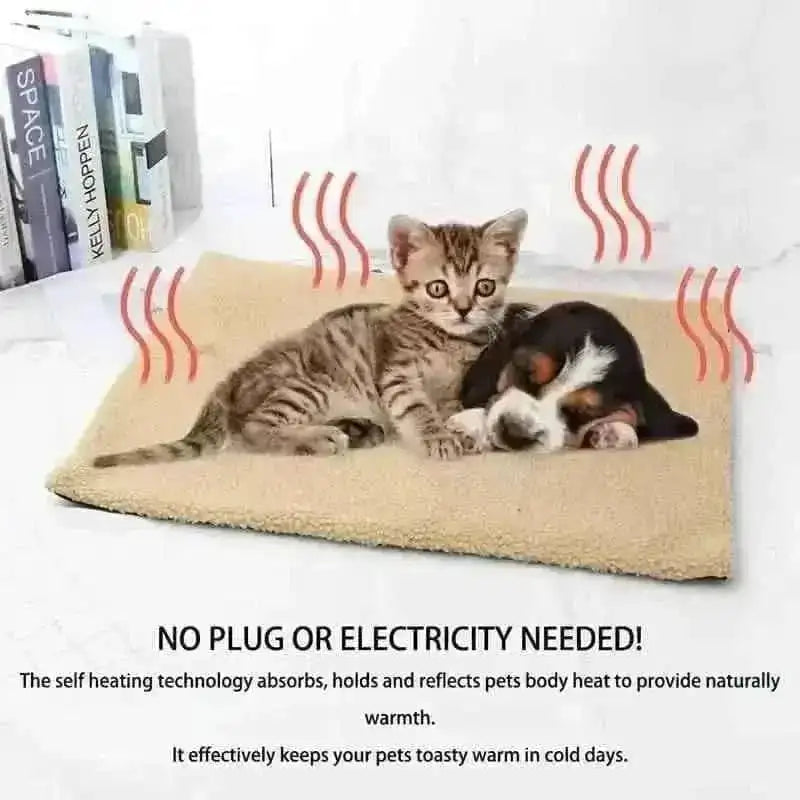 SPACE
KELLY HOPPEN
NO PLUG OR ELECTRICITY NEEDED!
The self heating technology absorbs, holds and reflects pets body heat to provide naturally
warmth.
It effectively keeps your pets toasty warm in cold days.